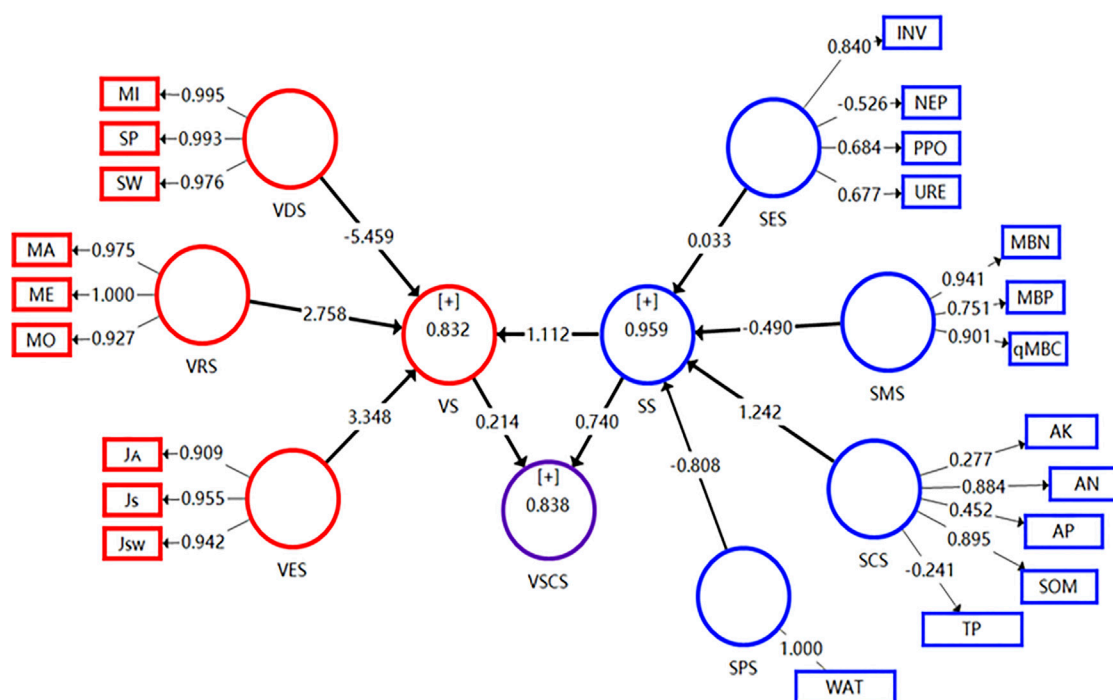 INV
0.840
MI
0.995
NEP
-0.526
SP
0.993
PPO
0.684
SW
0.976
URE
0.677
VDS
SES
-5.459
0.033
MA
0.975
MBN
0.941
ME
1.000
MBP
0.751
MO
0.927
qMBC
0.901
VRS
2.758
[+]
0.832
VS
1.112
[+]
0.959
SS
-0.490
SMS
3.348
0.214
0.740
1.242
-0.808
JA
0.909
Js
0.955
Jsw
0.942
VES
[+]
0.838
VSCS
AK
0.277
AN
0.884
AP
0.452
SOM
0.895
TP
-0.241
SCS
SPS
1.000
WAT